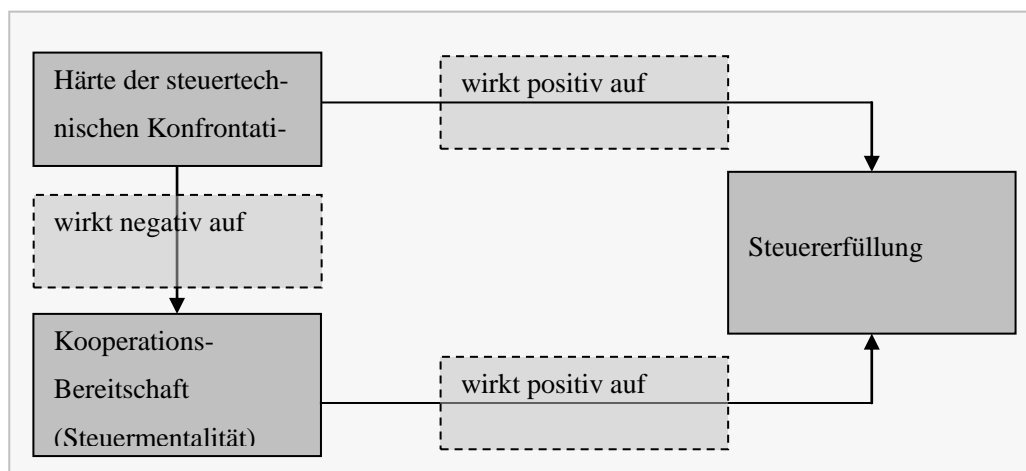 Härte der steuertech-
nischen Konfrontati-
wirkt positiv auf
wirkt negativ auf
Steuererfüllung
Kooperations-
Bereitschaft
(Steuermentalität)
wirkt positiv auf